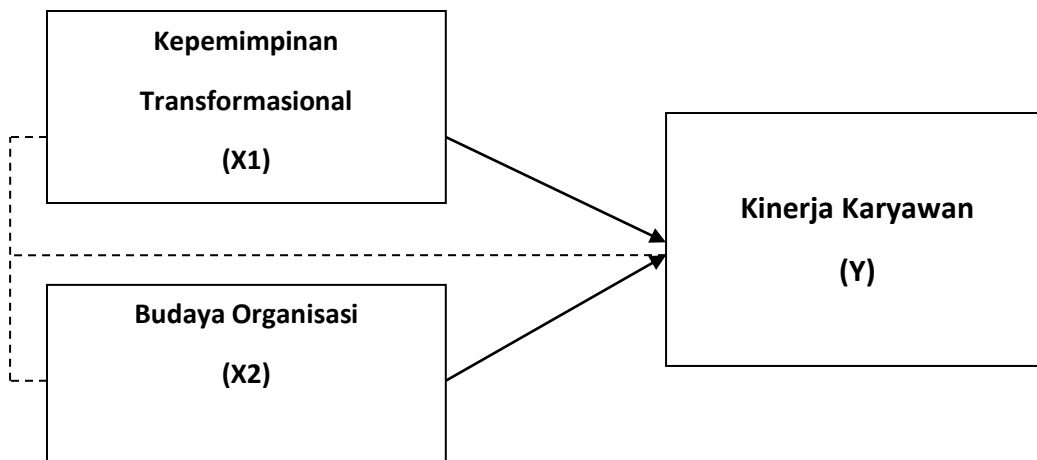 Kepemimpinan
Transformasional
(X1)
Kinerja Karyawan
(Y)
Budaya Organisasi
(X2)